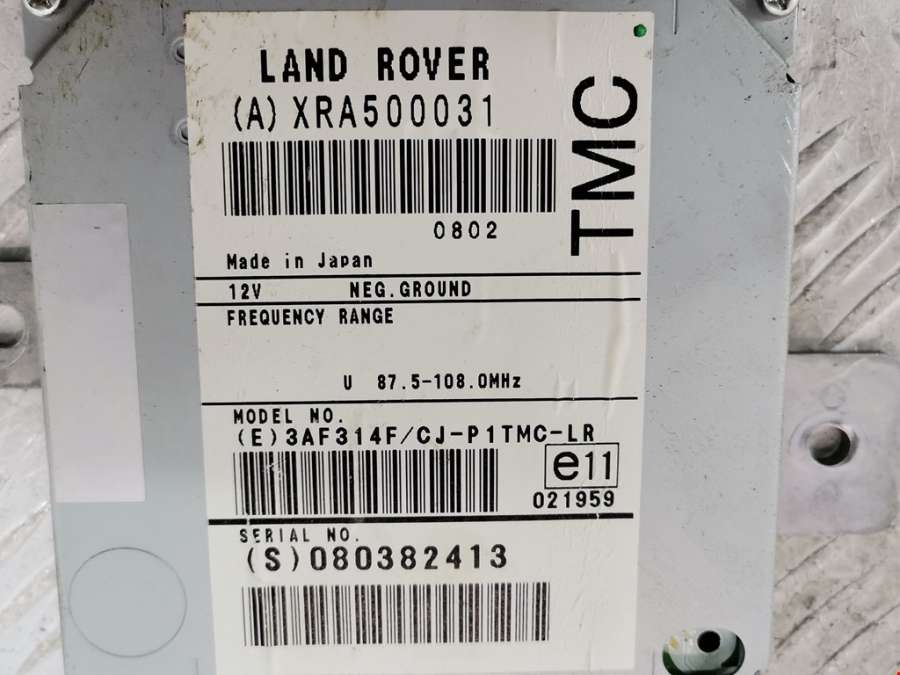 LAND ROVER
(A) XRA500031
TMC
0802
Made in Japan
12V NEG.GROUND
FREQUENCY RANGE
U 87.5-108.0MHz
MODEL NO.
(E)3AF314F/CJ-P1TMC-LR
e11
021959
SERIAL NO.
(S)080382413